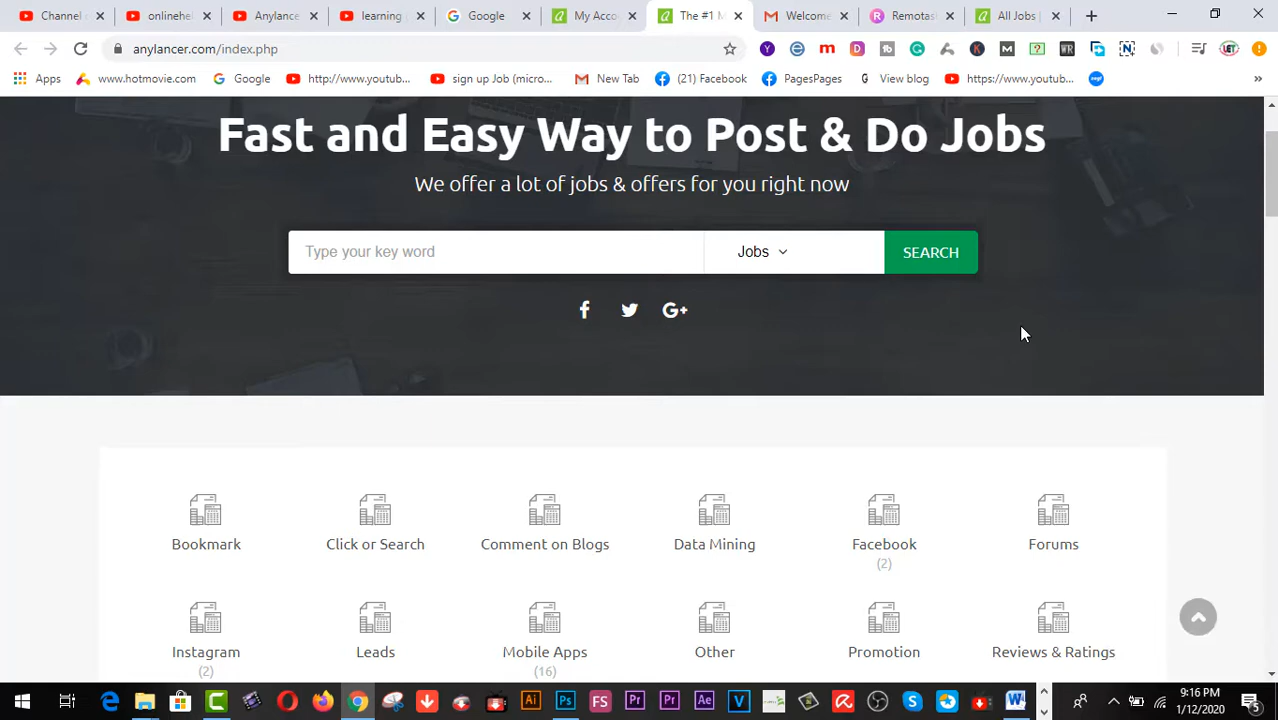 Channel c
onlinehe
Anylance
learning
Google
My Acco
The #1 M
Welcome
Remotas
All Jobs
anylancer.com/index.php
Apps
www.hotmovie.com
Google
http://www.youtub...
sign up Job (micro...
New Tab
(21) Facebook
PagesPages
View blog
https://www.youtub...
Fast and Easy Way to Post & Do Jobs
We offer a lot of jobs & offers for you right now
Type your key word
Jobs
SEARCH
Bookmark
Click or Search
Comment on Blogs
Data Mining
Facebook
Forums
(2)
Instagram
Leads
Mobile Apps
Other
Promotion
Reviews & Ratings
(2)
(16)
9:16 PM
1/12/2020